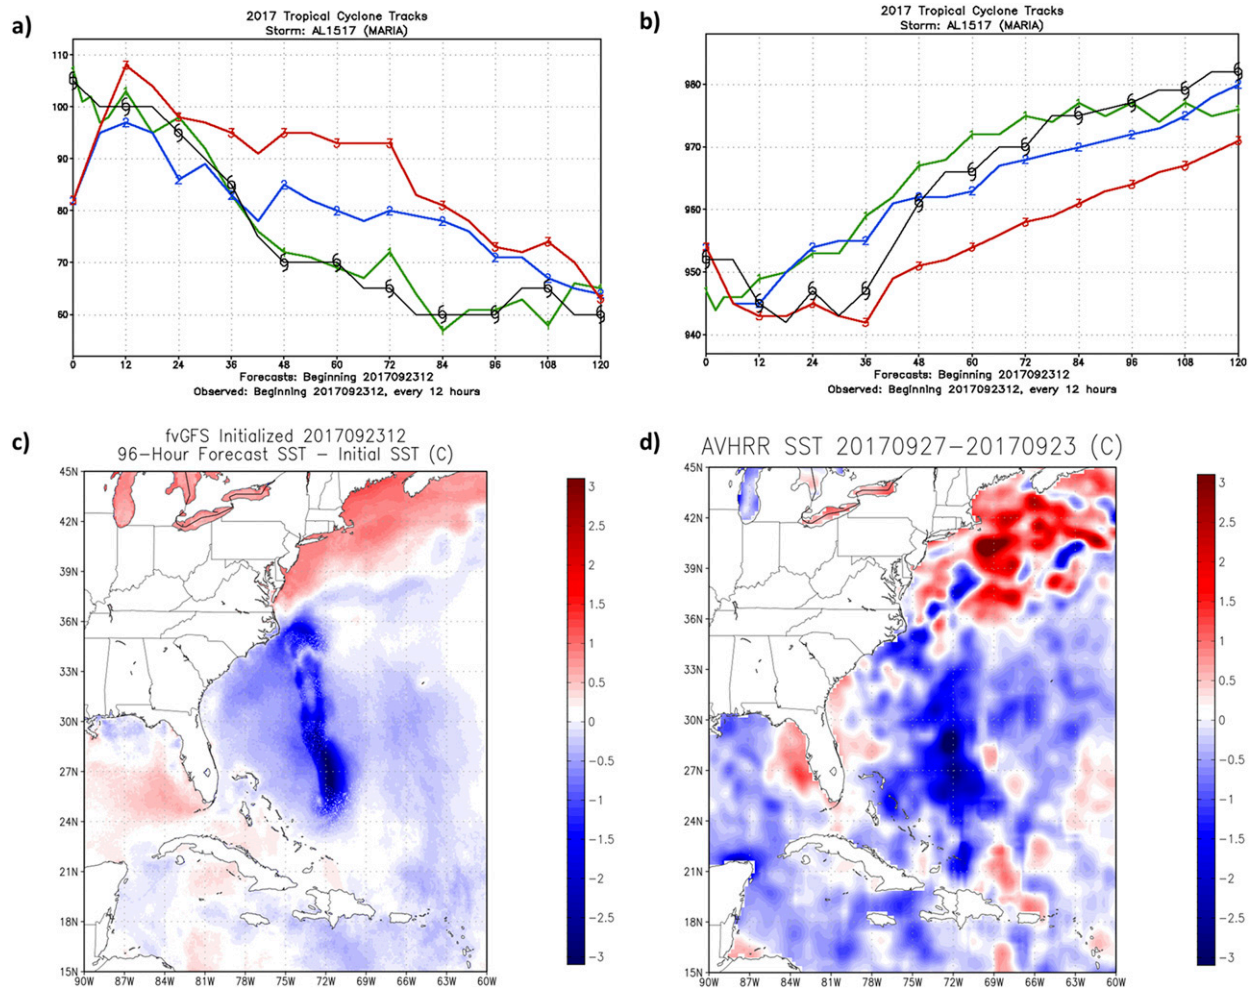 a)
2017 Tropical Cyclone Tracks
Storm: AL1517 (MARIA)
110
100
90
80
70
60
0 12 24 36 48 60 72 84 96 108 120
Forecasts: Beginning 2017092312
Observed: Beginning 2017092312, every 12 hours
b)
2017 Tropical Cyclone Tracks
Storm: AL1517 (MARIA)
980
970
960
950
940
0 12 24 36 48 60 72 84 96 108 120
Forecasts: Beginning 2017092312
Observed: Beginning 2017092312, every 12 hours
c)
fvGFS Initialized 2017092312
96-Hour Forecast SST - Initial SST (C)
45N
42N
39N
36N
33N
30N
27N
24N
21N
18N
15N
90W 87W 84W 81W 78W 75W 72W 69W 66W 63W 60W
3
2.5
2
1.5
1
0.5
0
-0.5
-1
-1.5
-2
-2.5
-3
d)
AVHRR SST 20170927-20170923 (C)
45N
42N
39N
36N
33N
30N
27N
24N
21N
18N
15N
90W 87W 84W 81W 78W 75W 72W 69W 66W 63W 60W
3
2.5
2
1.5
1
0.5
0
-0.5
-1
-1.5
-2
-2.5
-3